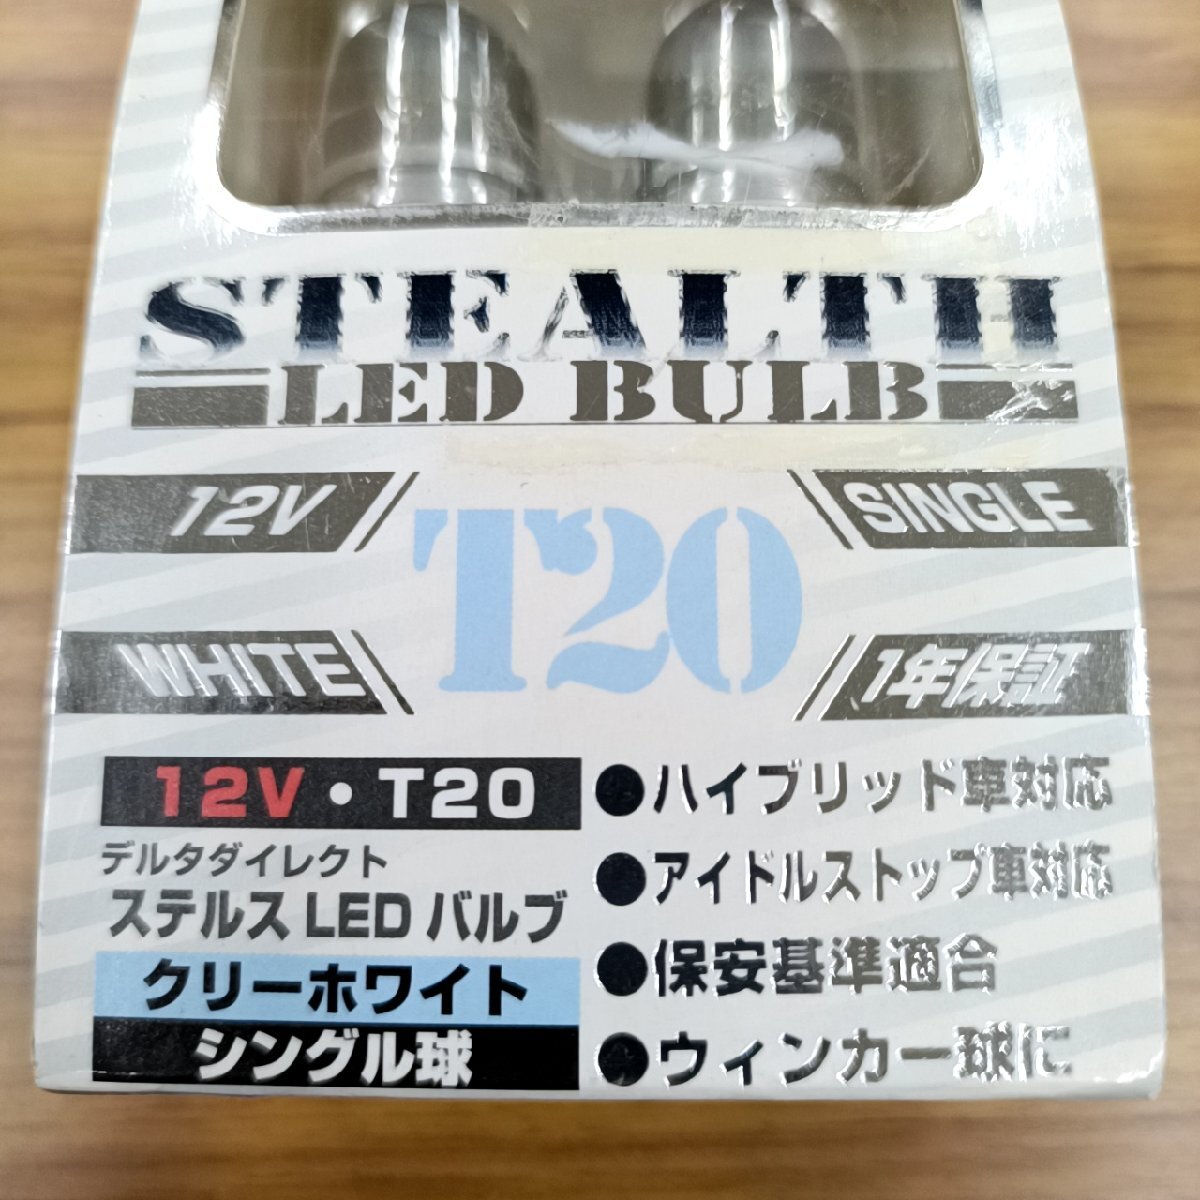 STEALTH
LED BULB
12V
SINGLE
T20
WHITE
1年保証
12V・T20
デルタダイレクト
ステルス LED バルブ
クリーホワイト
シングル球
●ハイブリッド車対応
●アイドルストップ車対応
●保安基準適合
●ウィンカー球に